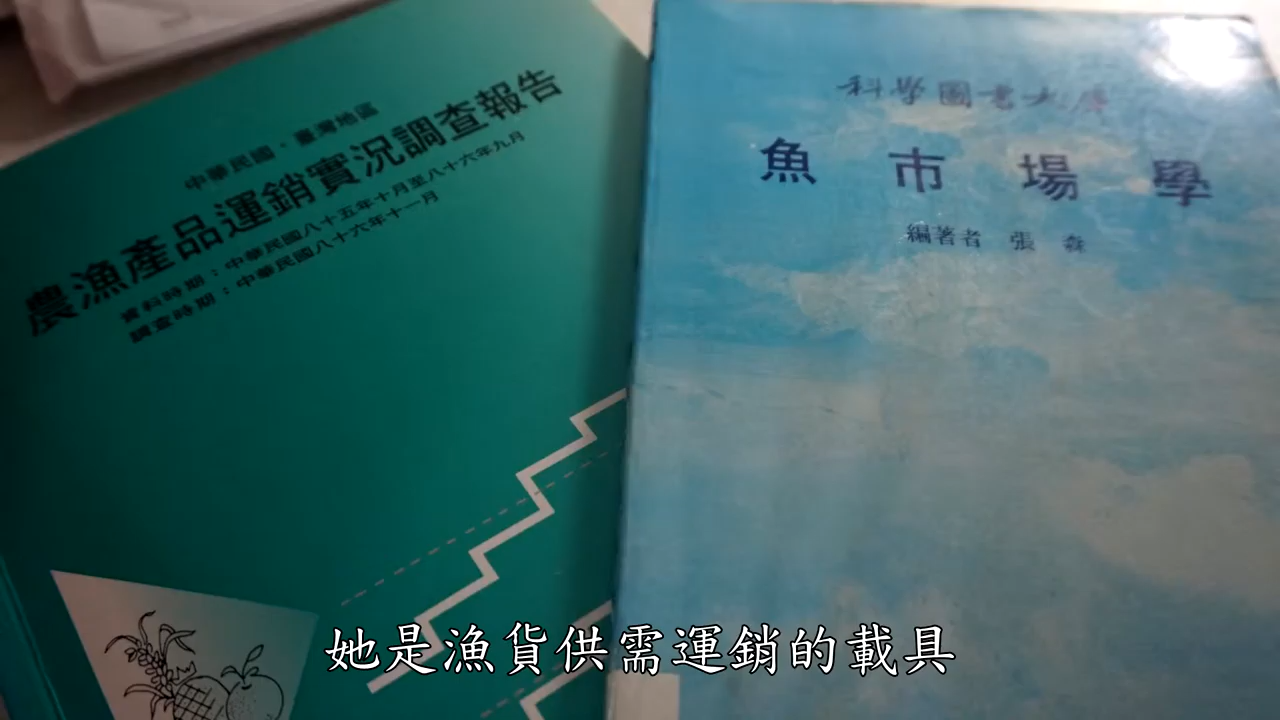 中華民國・臺灣地區
農漁產品運銷實況調查報告
資料時期：中華民國八十五年十月至八十六年九月
調查時期：中華民國八十六年十一月
科學圖書大庫
魚市場學
編著者 張森
她是漁貨供需運銷的載具